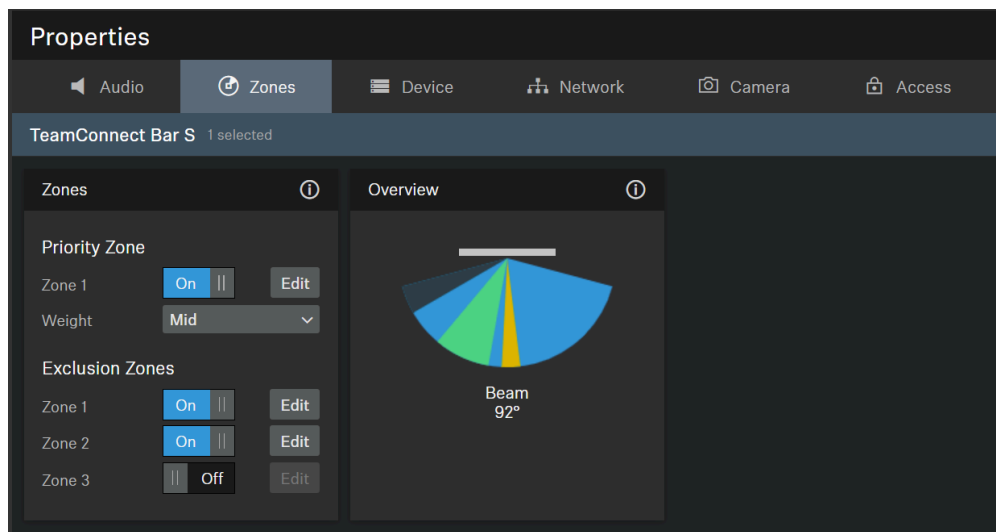 Properties
Audio Zones Device Network Camera Access
TeamConnect Bar S 1 selected
Zones
Priority Zone
Zone 1 On Edit
Weight Mid
Exclusion Zones
Zone 1 On Edit
Zone 2 On Edit
Zone 3 Off Edit
Overview
Beam
92°